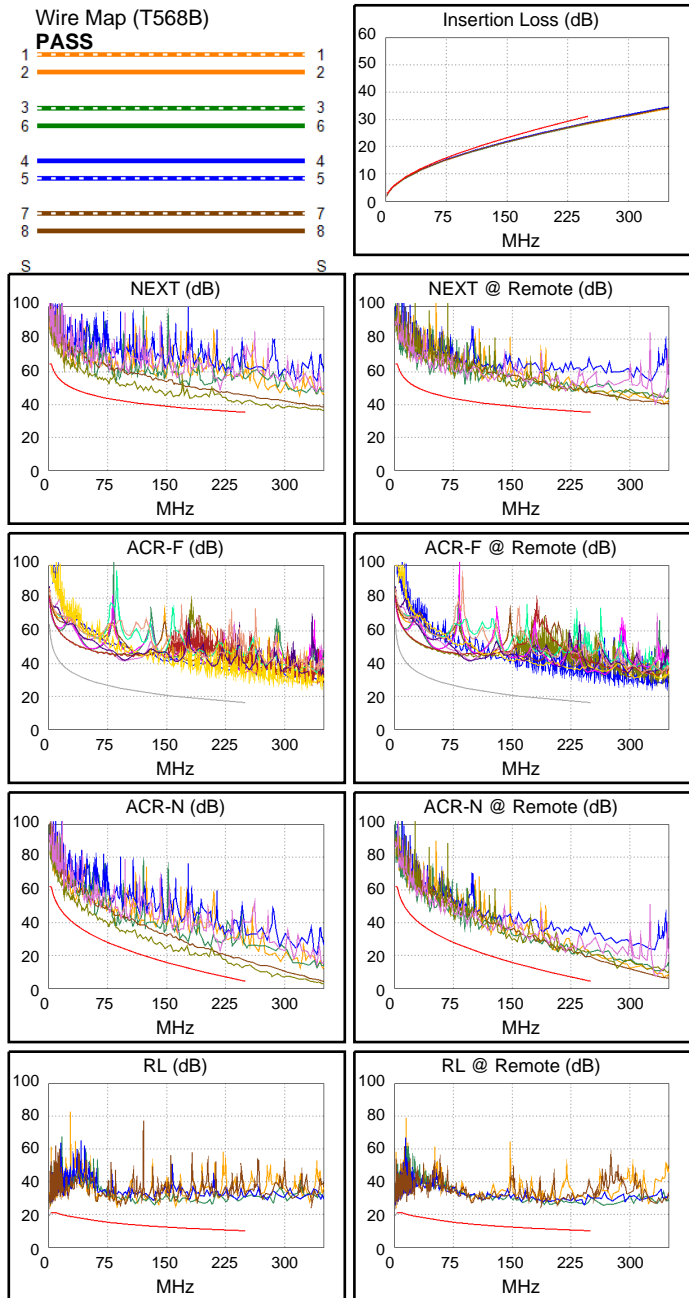 Wire Map (T568B)
PASS
1 1
2 2
3 3
6 6
4 4
5 5
7 7
8 8
S S
Insertion Loss (dB)
60
50
40
30
20
10
0
0 75 150 225 300
MHz
NEXT (dB)
100
80
60
40
20
0
0 75 150 225 300
MHz
NEXT @ Remote (dB)
100
80
60
40
20
0
0 75 150 225 300
MHz
ACR-F (dB)
100
80
60
40
20
0
0 75 150 225 300
MHz
ACR-F @ Remote (dB)
100
80
60
40
20
0
0 75 150 225 300
MHz
ACR-N (dB)
100
80
60
40
20
0
0 75 150 225 300
MHz
ACR-N @ Remote (dB)
100
80
60
40
20
0
0 75 150 225 300
MHz
RL (dB)
100
80
60
40
20
0
0 75 150 225 300
MHz
RL @ Remote (dB)
100
80
60
40
20
0
0 75 150 225 300
MHz